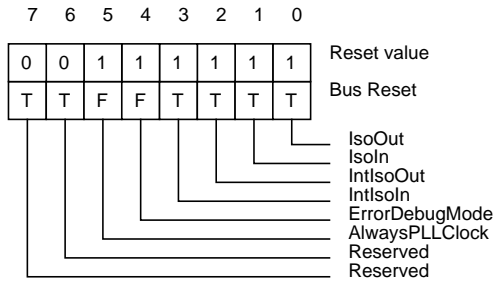 7 6 5 4 3 2 1 0
0 0 1 1 1 1 1 1 Reset value
T T F F T T T T Bus Reset
IsoOut
IsoIn
IntIsoOut
IntIsoIn
ErrorDebugMode
AlwaysPLLClock
Reserved
Reserved